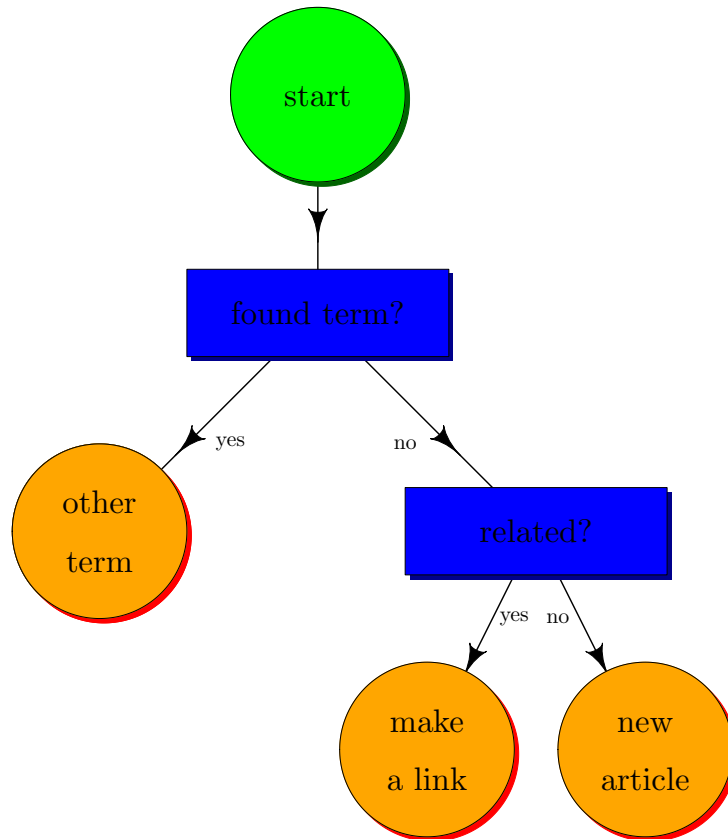 start
found term?
yes
no
other
term
related?
yes
no
make
a link
new
article